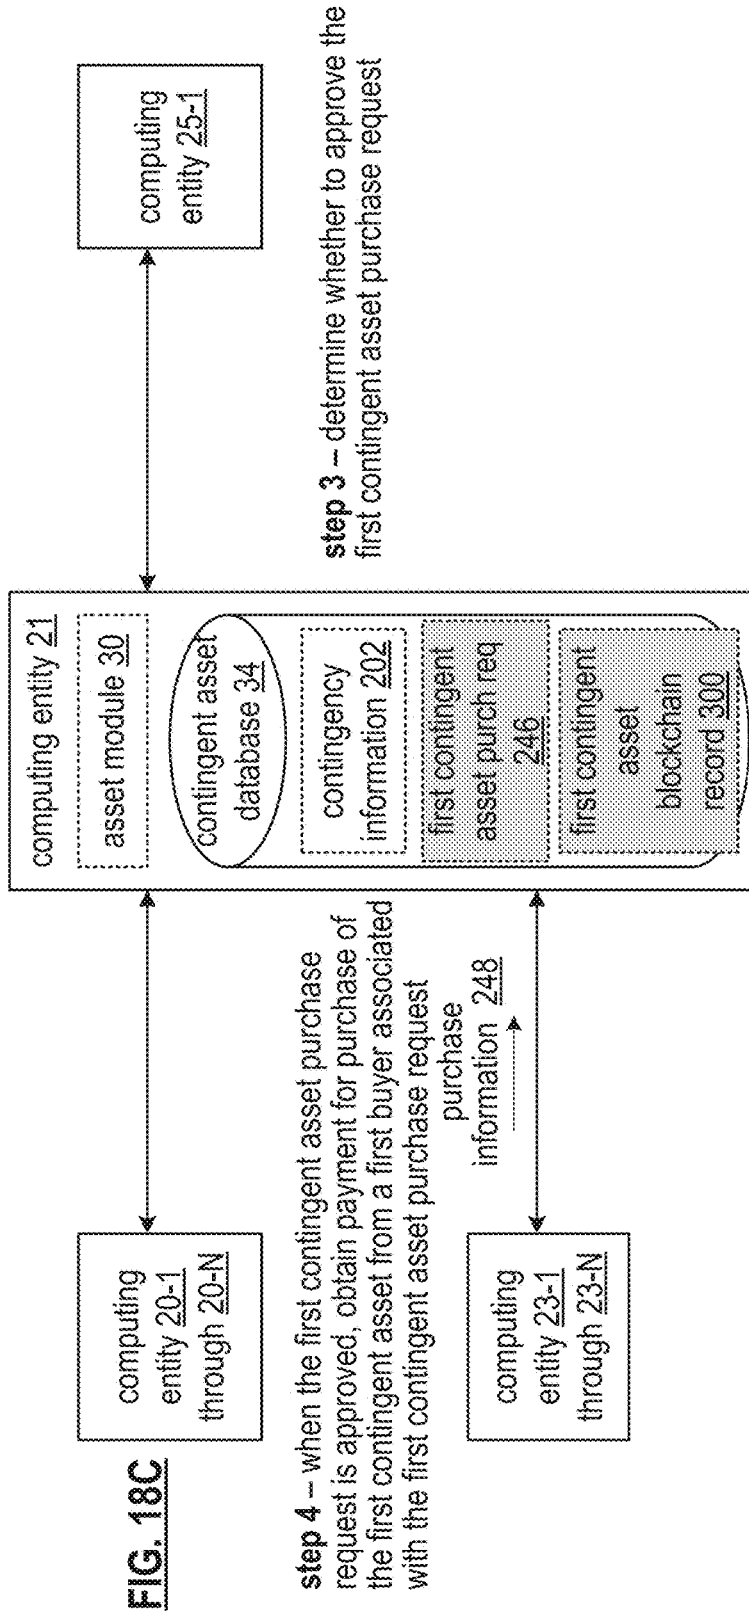 FIG. 18C
computing
entity 20-1
through 20-N
step 4 – when the first contingent asset purchase
request is approved, obtain payment for purchase of
the first contingent asset from a first buyer associated
with the first contingent asset purchase request
purchase
information 248
computing
entity 23-1
through 23-N
computing entity 21
asset module 30
contingent asset
database 34
contingency
information 202
first contingent
asset purch req
246
first contingent
asset
blockchain
record 300
computing
entity 25-1
step 3 – determine whether to approve the
first contingent asset purchase request